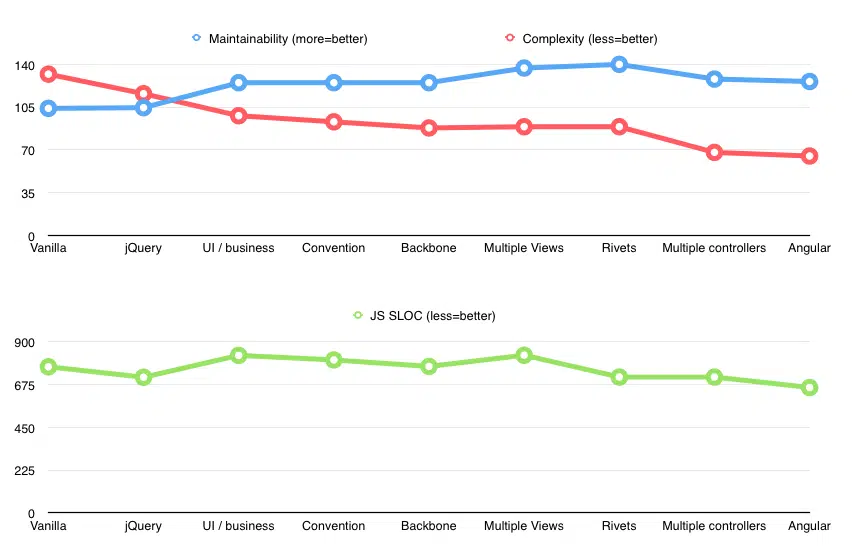 Maintainability (more=better) Complexity (less=better)
140
105
70
35
0
Vanilla jQuery UI / business Convention Backbone Multiple Views Rivets Multiple controllers Angular
JS SLOC (less=better)
900
675
450
225
0
Vanilla jQuery UI / business Convention Backbone Multiple Views Rivets Multiple controllers Angular